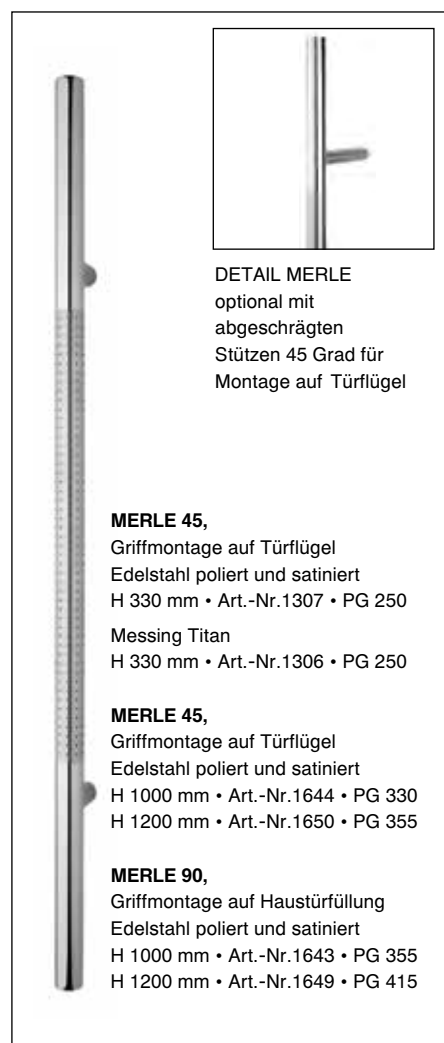 DETAIL MERLE
optional mit
abgeschrägten
Stützen 45 Grad für
Montage auf Türflügel
MERLE 45,
Griffmontage auf Türflügel
Edelstahl poliert und satiniert
H 330 mm • Art.-Nr.1307 • PG 250
Messing Titan
H 330 mm • Art.-Nr.1306 • PG 250
MERLE 45,
Griffmontage auf Türflügel
Edelstahl poliert und satiniert
H 1000 mm • Art.-Nr.1644 • PG 330
H 1200 mm • Art.-Nr.1650 • PG 355
MERLE 90,
Griffmontage auf Haustürfüllung
Edelstahl poliert und satiniert
H 1000 mm • Art.-Nr.1643 • PG 355
H 1200 mm • Art.-Nr.1649 • PG 415